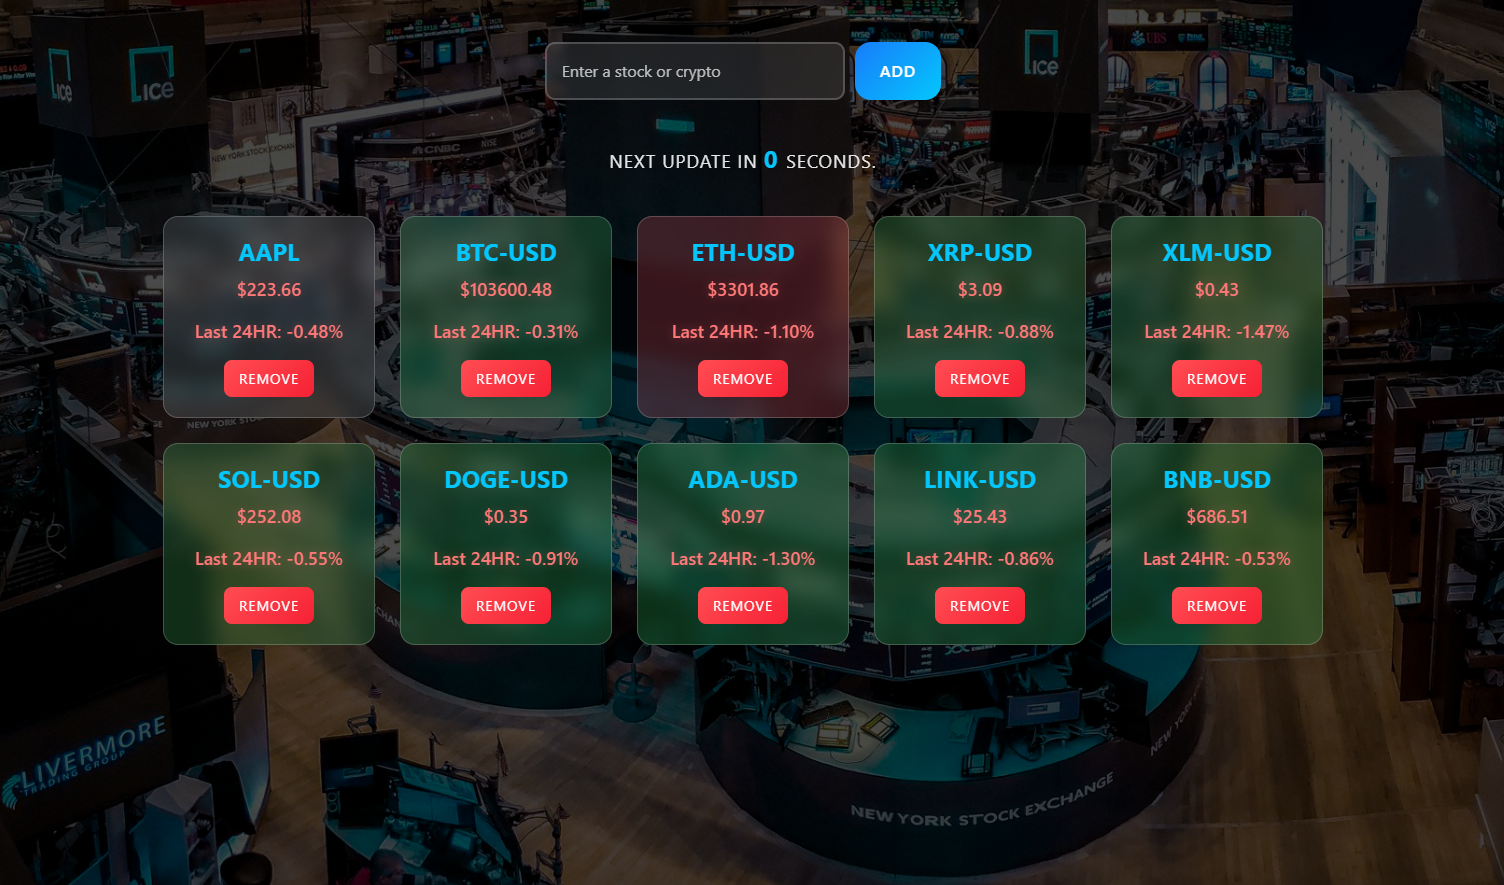 ice
ice
ice
UBS
CNBC
NYSE
NEW YORK STOCK EXCHANGE
Enter a stock or crypto
ADD
NEXT UPDATE IN 0 SECONDS.
AAPL
$223.66
Last 24HR: -0.48%
REMOVE
BTC-USD
$103600.48
Last 24HR: -0.31%
REMOVE
ETH-USD
$3301.86
Last 24HR: -1.10%
REMOVE
XRP-USD
$3.09
Last 24HR: -0.88%
REMOVE
XLM-USD
$0.43
Last 24HR: -1.47%
REMOVE
NEW YORK STOCK
SOL-USD
$252.08
Last 24HR: -0.55%
REMOVE
DOGE-USD
$0.35
Last 24HR: -0.91%
REMOVE
ADA-USD
$0.97
Last 24HR: -1.30%
REMOVE
LINK-USD
$25.43
Last 24HR: -0.86%
REMOVE
BNB-USD
$686.51
Last 24HR: -0.53%
REMOVE
LIVERMORE
TRADING GROUP
NEW YORK STOCK EXCHANGE
NEW YORK